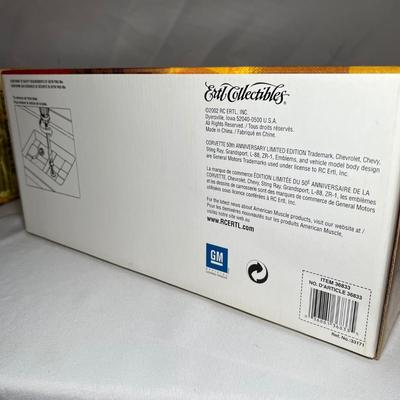 Ertl Collectibles®
©2002 RC ERTL, INC.
Dyersville, Iowa 52040-0500 U.S.A.
All Rights Reserved. / Tous droits réservés.
Made in China. / Fabriqué en Chine.
CORVETTE 50th ANNIVERSARY LIMITED EDITION Trademark, Chevrolet, Chevy,
Sting Ray, Grandsport, L-88, ZR-1, Emblems, and vehicle model body design
are General Motors Trademarks used under license to RC Ertl, Inc.
La marque de commerce ÉDITION LIMITÉE DU 50E ANNIVERSAIRE DE LA
CORVETTE, Chevrolet, Chevy, Sting Ray, Grandsport, L-88, ZR-1, les emblèmes
et les dessins de carrosserie sont des marques de commerce de General Motors
utilisés sous licence accordée à RC Ertl, Inc.
For the latest news about American Muscle products, visit our website at /
Pour les dernières nouvelles sur les produits American Muscle, visitez
notre site web au
www.RCERTL.com
GM
ITEM 36833
NO. D'ARTICLE 36833
Ref. No.:33171